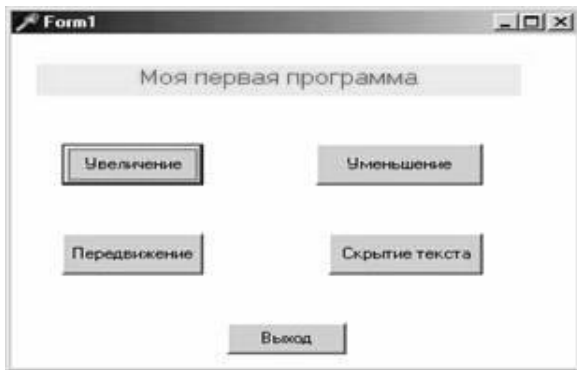 Form1
Моя первая программа
Увеличение
Уменьшение
Передвижение
Скрытие текста
Выход